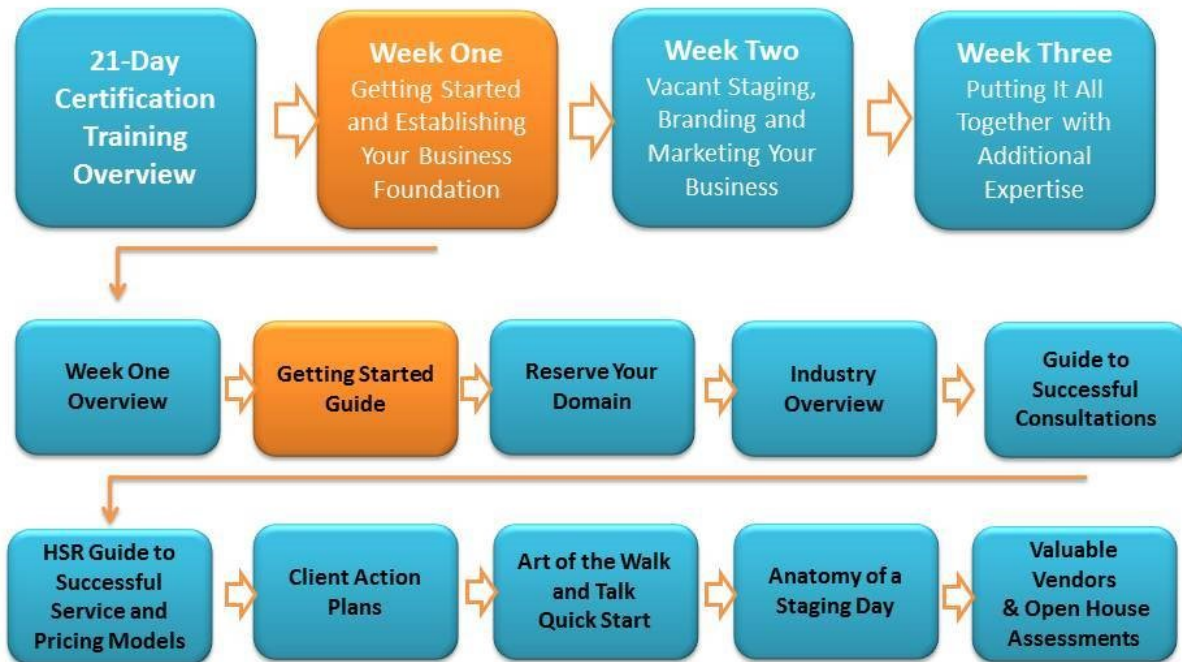 21-Day
Certification
Training
Overview
Week One
Getting Started
and Establishing
Your Business
Foundation
Week Two
Vacant Staging,
Branding and
Marketing Your
Business
Week Three
Putting It All
Together with
Additional
Expertise
Week One
Overview
Getting Started
Guide
Reserve Your
Domain
Industry
Overview
Guide to
Successful
Consultations
HSR Guide to
Successful
Service and
Pricing Models
Client Action
Plans
Art of the Walk
and Talk
Quick Start
Anatomy of a
Staging Day
Valuable
Vendors
& Open House
Assessments